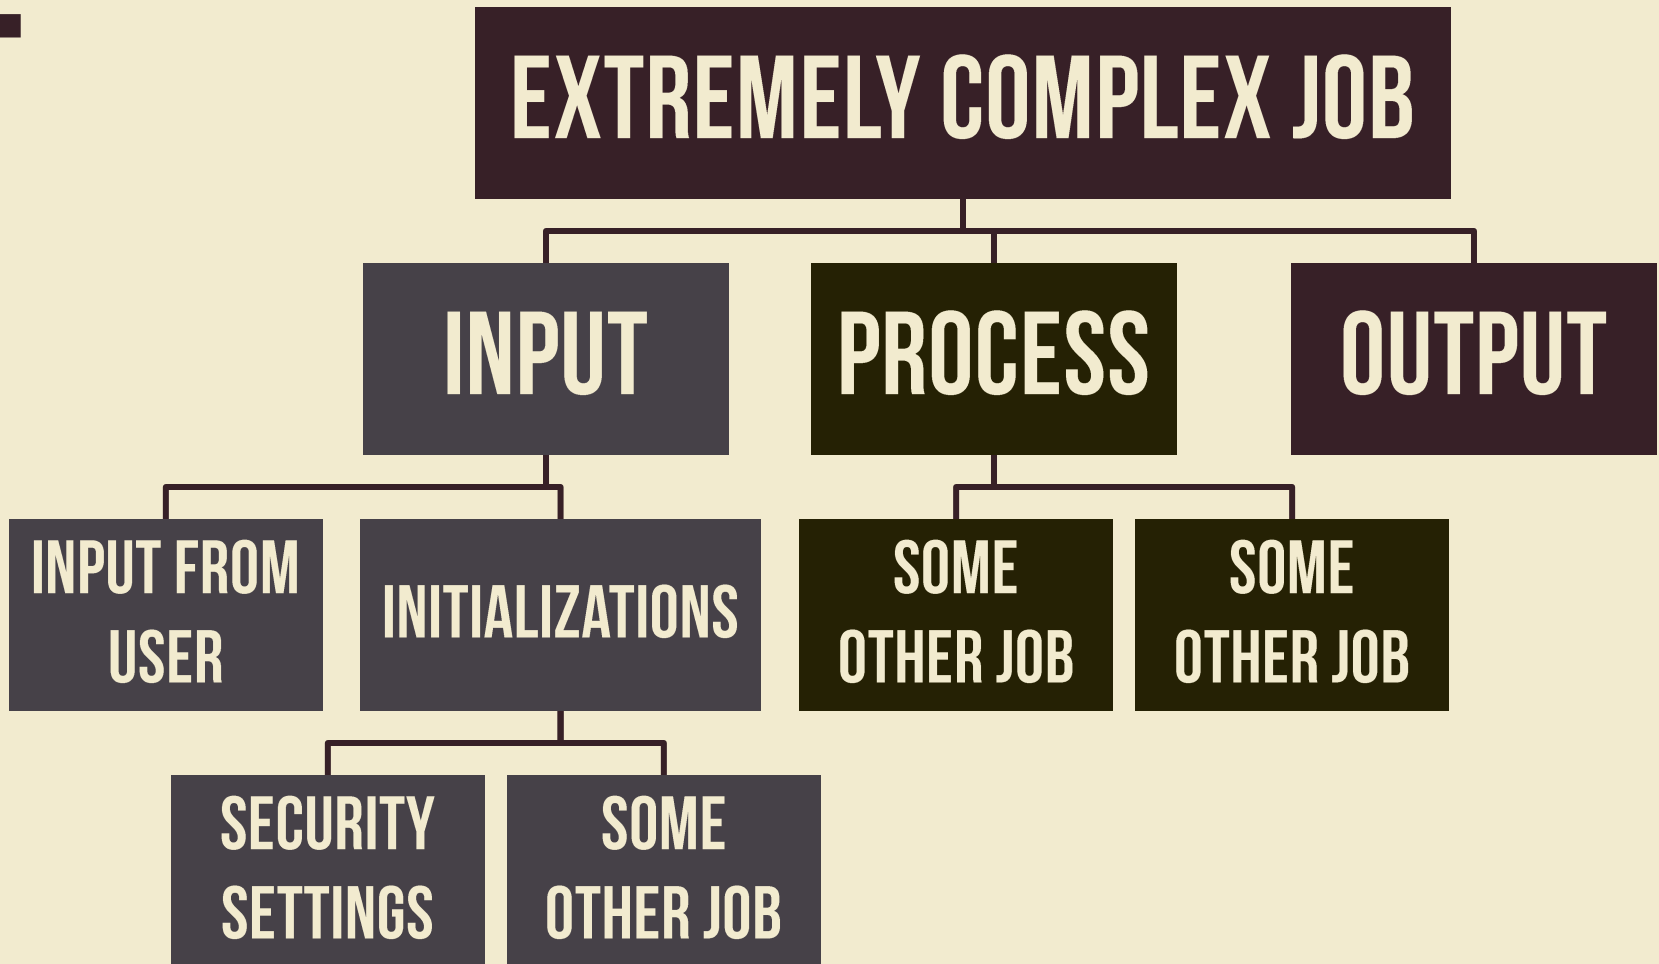 EXTREMELY COMPLEX JOB
INPUT
PROCESS
OUTPUT
INPUT FROM
USER
INITIALIZATIONS
SOME
OTHER JOB
SOME
OTHER JOB
SECURITY
SETTINGS
SOME
OTHER JOB